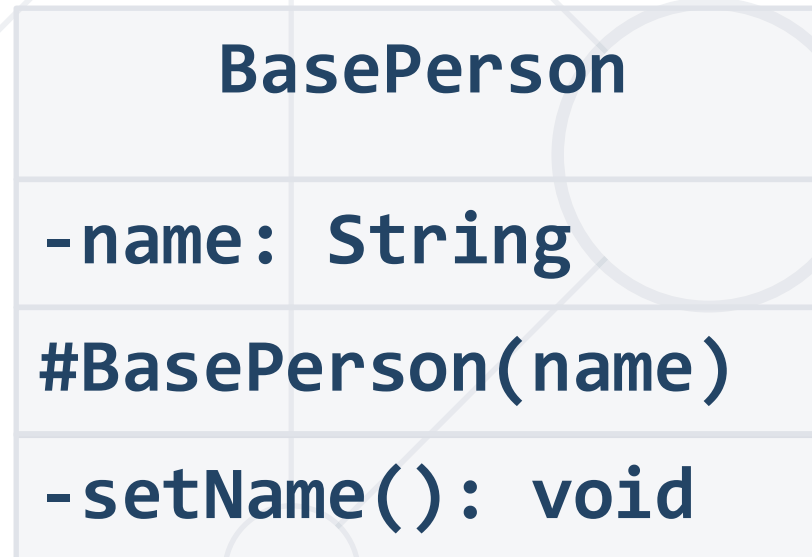 BasePerson
-name: String
#BasePerson(name)
-setName(): void